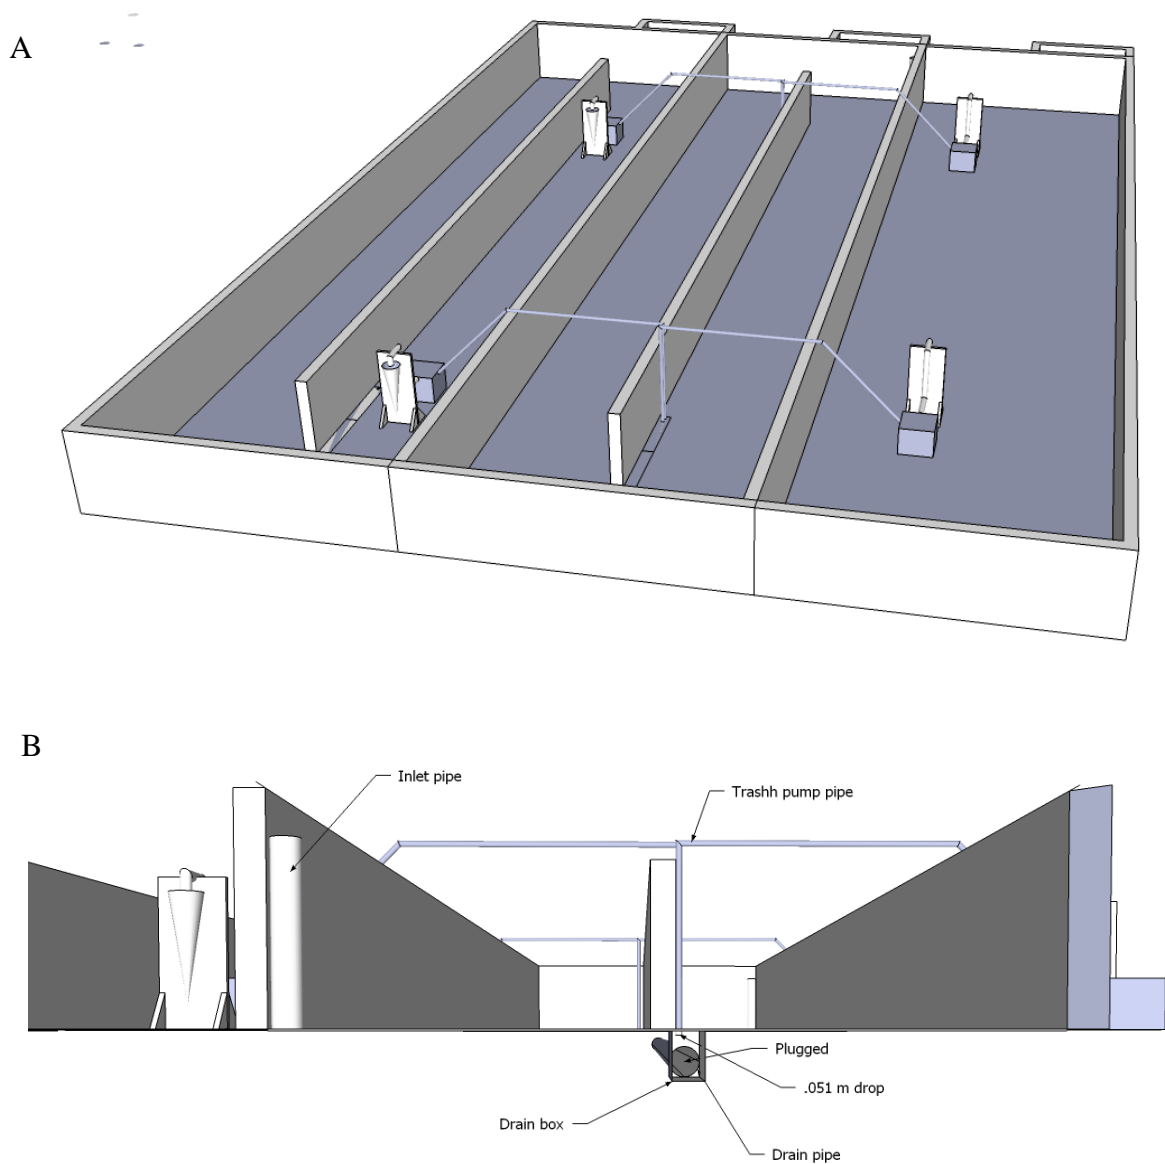 A
B
Inlet pipe
Trashh pump pipe
Plugged
.051 m drop
Drain box
Drain pipe